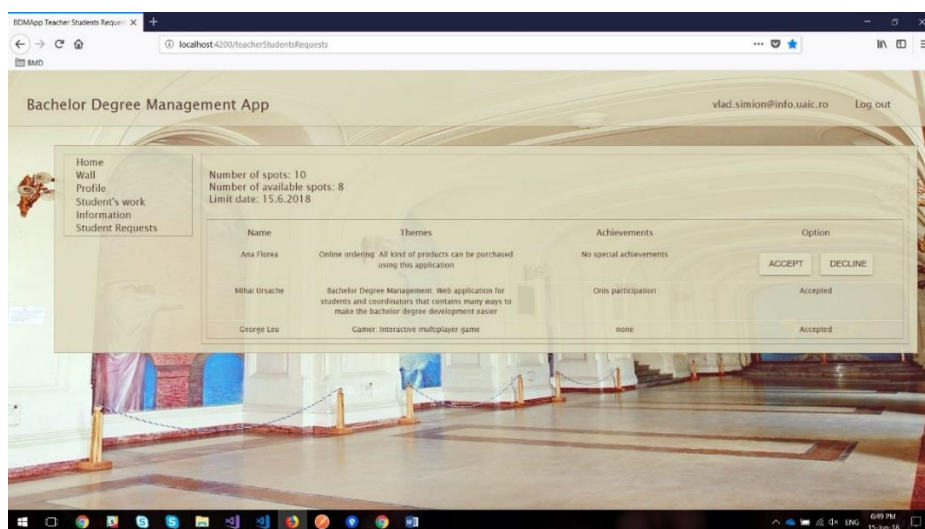 BDMApp Teacher Students Reques
localhost:4200/teacherStudentsRequests
BMD
Bachelor Degree Management App
vlad.simion@info.uaic.ro
Log out
Home
Wall
Profile
Student's work
Information
Student Requests
Number of spots: 10
Number of available spots: 8
Limit date: 15.6.2018
Name Themes Achievements Option
Ana Florea
Online ordering: All kind of products can be purchased
using this application
No special achievements
ACCEPT DECLINE
Mihai Ursache
Bachelor Degree Management: Web application for
students and coordinators that contains many ways to
make the bachelor degree development easier
Onis participation
Accepted
George Leu
Gamer: Interactive multiplayer game
none
Accepted
ENG
6:49 PM
15-Jun-18